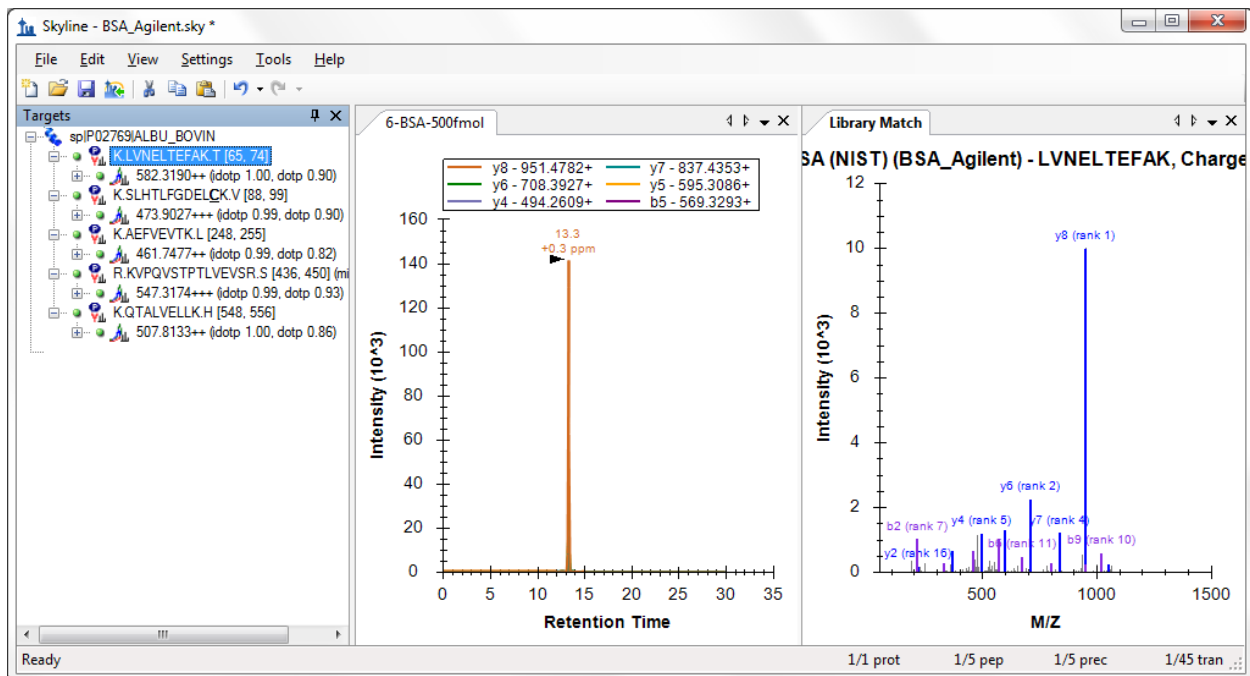 Skyline - BSA_Agilent.sky *
File Edit View Settings Tools Help
Targets
sp|P02769|ALBU_BOVIN
K.LVNELTEFAK.T [65, 74]
582.3190++ (idotp 1.00, dotp 0.90)
K.SLHTLFGDELCK.V [88, 99]
473.9027+++ (idotp 0.99, dotp 0.90)
K.AEFVEVTK.L [248, 255]
461.7477++ (idotp 0.99, dotp 0.82)
R.KVPQVSTPTLVEVSR.S [436, 450] (mi
547.3174+++ (idotp 0.99, dotp 0.93)
K.QTALVELLK.H [548, 556]
507.8133++ (idotp 1.00, dotp 0.86)
6-BSA-500fmol
y8 - 951.4782+ y7 - 837.4353+
y6 - 708.3927+ y5 - 595.3086+
y4 - 494.2609+ b5 - 569.3293+
160
140
120
100
80
60
40
20
0
Intensity (10^3)
13.3
+0.3 ppm
0 5 10 15 20 25 30 35
Retention Time
Library Match
SA (NIST) (BSA_Agilent) - LVNELTEFAK, Charge
12
10
8
6
4
2
0
Intensity (10^3)
y8 (rank 1)
y6 (rank 2)
b2 (rank 7) y4 (rank 5) y7 (rank 4)
y2 (rank 16) b6 (rank 11) b9 (rank 10)
500 1000 1500
M/Z
Ready 1/1 prot 1/5 pep 1/5 prec 1/45 tran